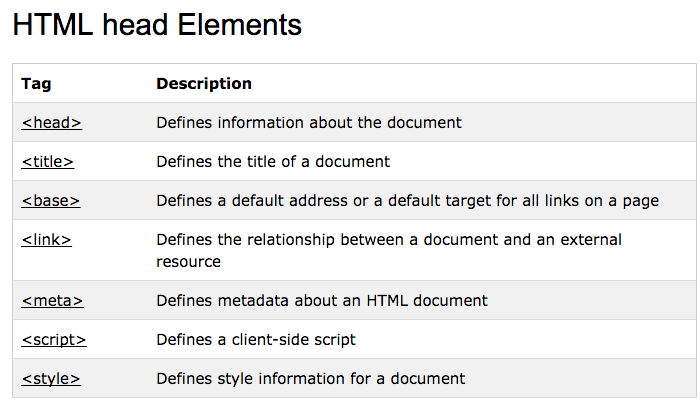 HTML head Elements
Tag Description
<head> Defines information about the document
<title> Defines the title of a document
<base> Defines a default address or a default target for all links on a page
<link> Defines the relationship between a document and an external
resource
<meta> Defines metadata about an HTML document
<script> Defines a client-side script
<style> Defines style information for a document